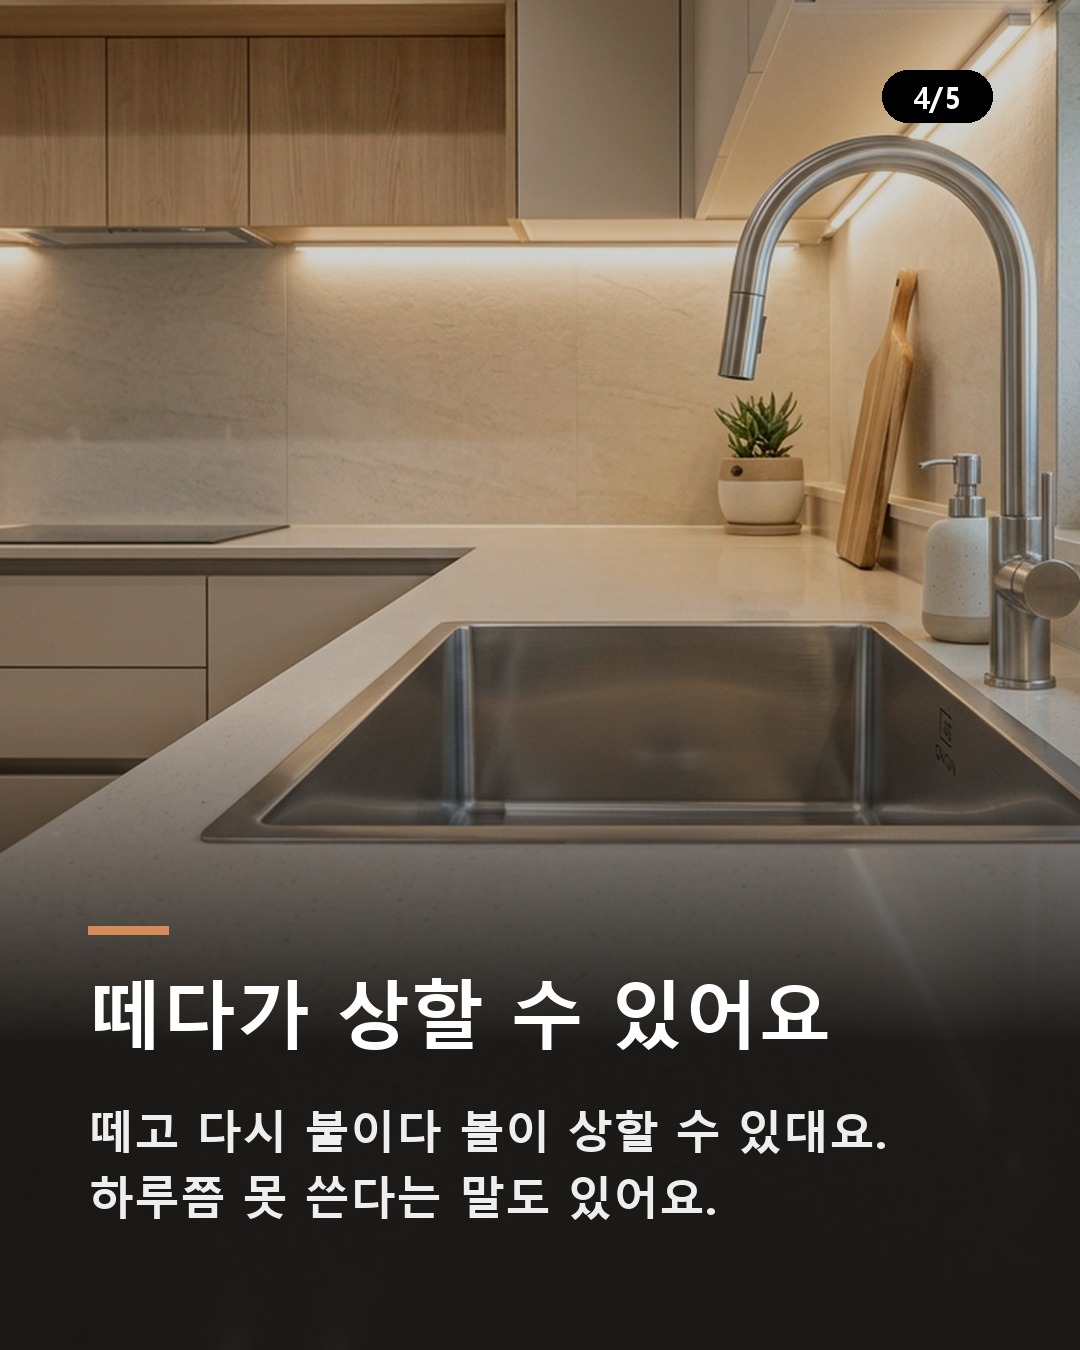 4/5
떼다가 상할 수 있어요
떼고 다시 붙이다 볼이 상할 수 있대요.
하루쯤 못 쓴다는 말도 있어요.